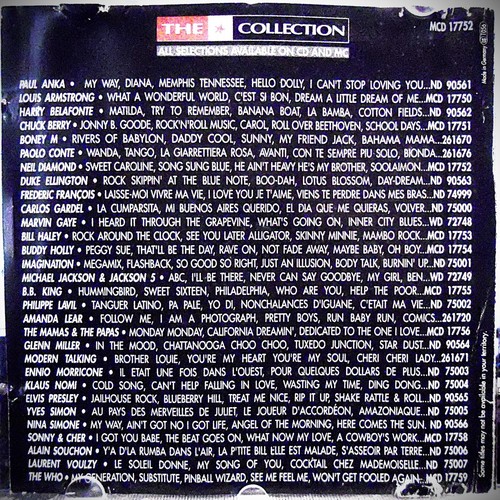 THE ★ COLLECTION
MCD 17752
ALL SELECTIONS AVAILABLE ON CD AND MC
Made in Germany
PAUL ANKA • MY WAY, DIANA, MEMPHIS TENNESSEE, HELLO DOLLY, I CAN'T STOP LOVING YOU...ND 90561
LOUIS ARMSTRONG • WHAT A WONDERFUL WORLD, C'EST SI BON, DREAM A LITTLE DREAM OF ME...MCD 17750
HARRY BELAFONTE • MATILDA, TRY TO REMEMBER, BANANA BOAT, LA BAMBA, COTTON FIELDS...ND 90562
CHUCK BERRY • JONNY B. GOODE, ROCK'N'ROLL MUSIC, CAROL, ROLL OVER BEETHOVEN, SCHOOL DAYS...MCD 17751
BONEY M • RIVERS OF BABYLON, DADDY COOL, SUNNY, MY FRIEND JACK, BAHAMA MAMA...261670
PAOLO CONTE • WANDA, TANGO, LA GIARRETTIERA ROSA, AVANTI, CON TE SEMPRE PIU SOLO, BIONDA...261676
NEIL DIAMOND • SWEET CAROLINE, SONG SUNG BLUE, HE AIN'T HEAVY HE'S MY BROTHER, SOOLAIMON...MCD 17752
DUKE ELLINGTON • ROCK SKIPPIN' AT THE BLUE NOTE, BOO-DAH, LOTUS BLOSSOM, DAY-DREAM...ND 90563
FREDERIC FRANÇOIS • LAISSE-MOI VIVRE MA VIE, I LOVE YOU JE T'AIME, VIENS TE PERDRE DANS MES BRAS...ND 74999
CARLOS GARDEL • LA CUMPARSITA, MI BUENOS AIRES QUERIDO, EL DIA QUE ME QUIERAS, VOLVER...ND 75000
MARVIN GAYE • I HEARD IT THROUGH THE GRAPEVINE, WHAT'S GOING ON, INNER CITY BLUES...WD 72748
BILL HALEY • ROCK AROUND THE CLOCK, SEE YOU LATER ALLIGATOR, SKINNY MINNIE, MAMBO ROCK...MCD 17753
BUDDY HOLLY • PEGGY SUE, THAT'LL BE THE DAY, RAVE ON, NOT FADE AWAY, MAYBE BABY, OH BOY...MCD 17754
IMAGINATION • MEGAMIX, FLASHBACK, SO GOOD SO RIGHT, JUST AN ILLUSION, BODY TALK, BURNIN' UP...ND 75001
MICHAEL JACKSON & JACKSON 5 • ABC, I'LL BE THERE, NEVER CAN SAY GOODBYE, MY GIRL, BEN...WD 72749
B.B. KING • HUMMINGBIRD, SWEET SIXTEEN, PHILADELPHIA, WHO ARE YOU, HELP THE POOR...MCD 17755
PHILIPPE LAVIL • TANGUER LATINO, PA PALE, YO DI, NONCHALANCES D'IGUANE, C'ETAIT MA VIE...ND 75002
AMANDA LEAR • FOLLOW ME, I AM A PHOTOGRAPH, PRETTY BOYS, RUN BABY RUN, COMICS...261720
THE MAMAS & THE PAPAS • MONDAY MONDAY, CALIFORNIA DREAMIN', DEDICATED TO THE ONE I LOVE...MCD 17756
GLENN MILLER • IN THE MOOD, CHATTANOOGA CHOO CHOO, TUXEDO JUNCTION, STAR DUST...ND 90564
MODERN TALKING • BROTHER LOUIE, YOU'RE MY HEART YOU'RE MY SOUL, CHERI CHERI LADY...261671
ENNIO MORRICONE • IL ETAIT UNE FOIS DANS L'OUEST, POUR QUELQUES DOLLARS DE PLUS...ND 75003
KLAUS NOMI • COLD SONG, CAN'T HELP FALLING IN LOVE, WASTING MY TIME, DING DONG...ND 75004
ELVIS PRESLEY • JAILHOUSE ROCK, BLUEBERRY HILL, TREAT ME NICE, RIP IT UP, SHAKE RATTLE & ROLL...ND 90565
YVES SIMON • AU PAYS DES MERVEILLES DE JULIET, LE JOUEUR D'ACCORDEON, AMAZONIAQUE...ND 75005
NINA SIMONE • MY WAY, AIN'T GOT NO I GOT LIFE, ANGEL OF THE MORNING, HERE COMES THE SUN...ND 90566
SONNY & CHER • I GOT YOU BABE, THE BEAT GOES ON, WHAT NOW MY LOVE, A COWBOY'S WORK...MCD 17758
ALAIN SOUCHON • Y'A D'LA RUMBA DANS L'AIR, LA P'TITE BILL ELLE EST MALADE, S'ASSEOIR PAR TERRE...ND 75006
LAURENT VOULZY • LE SOLEIL DONNE, MY SONG OF YOU, COCKTAIL CHEZ MADEMOISELLE...ND 75007
THE WHO • MY GENERATION, SUBSTITUTE, PINBALL WIZARD, SEE ME FEEL ME, WON'T GET FOOLED AGAIN...MCD 17759
Some titles may not be available in your territory.